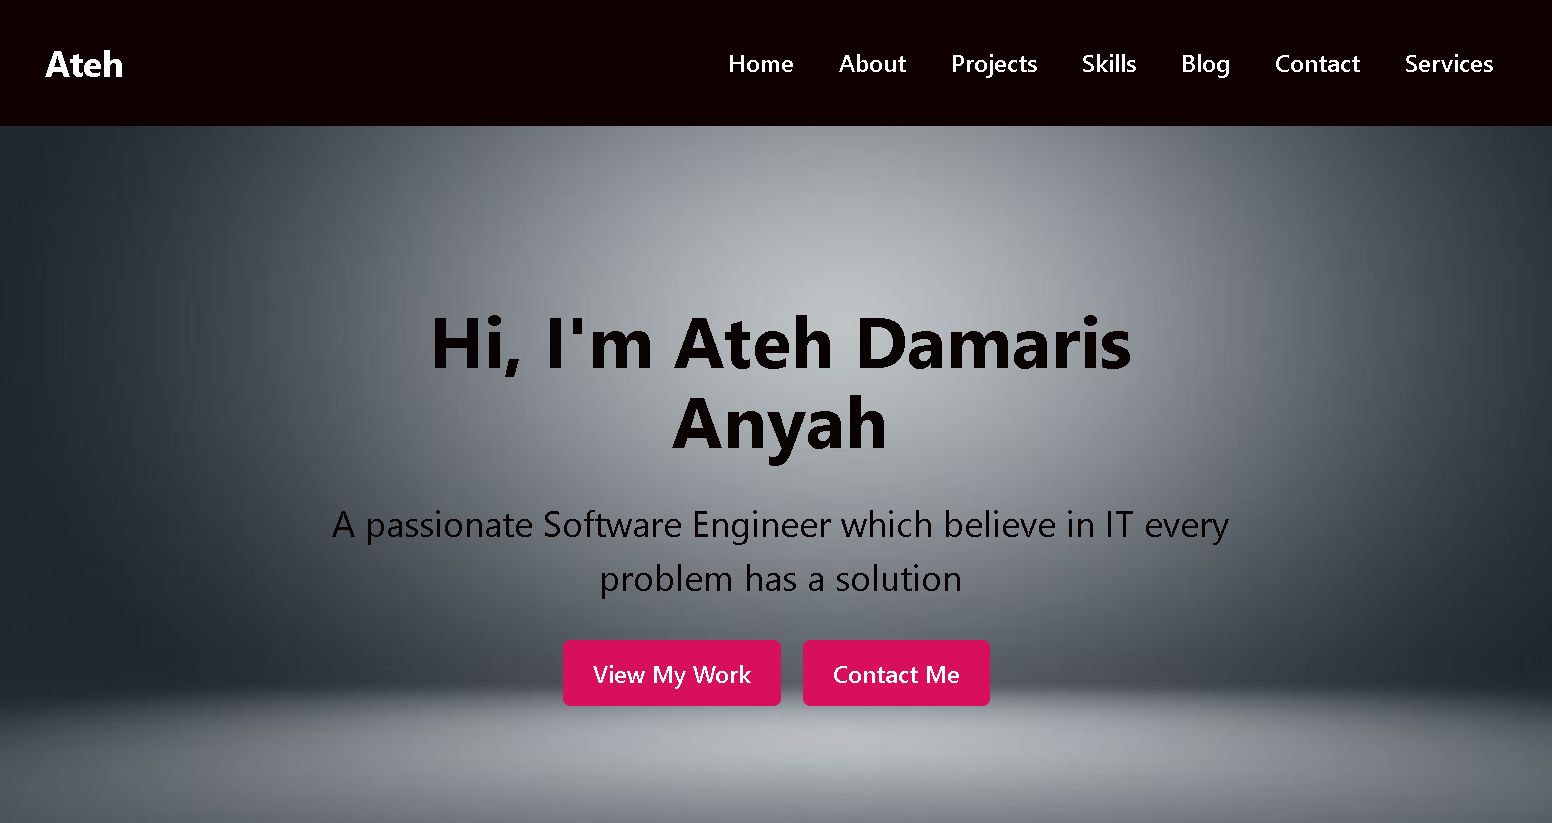 Ateh
Home About Projects Skills Blog Contact Services
Hi, I'm Ateh Damaris
Anyah
A passionate Software Engineer which believe in IT every
problem has a solution
View My Work Contact Me